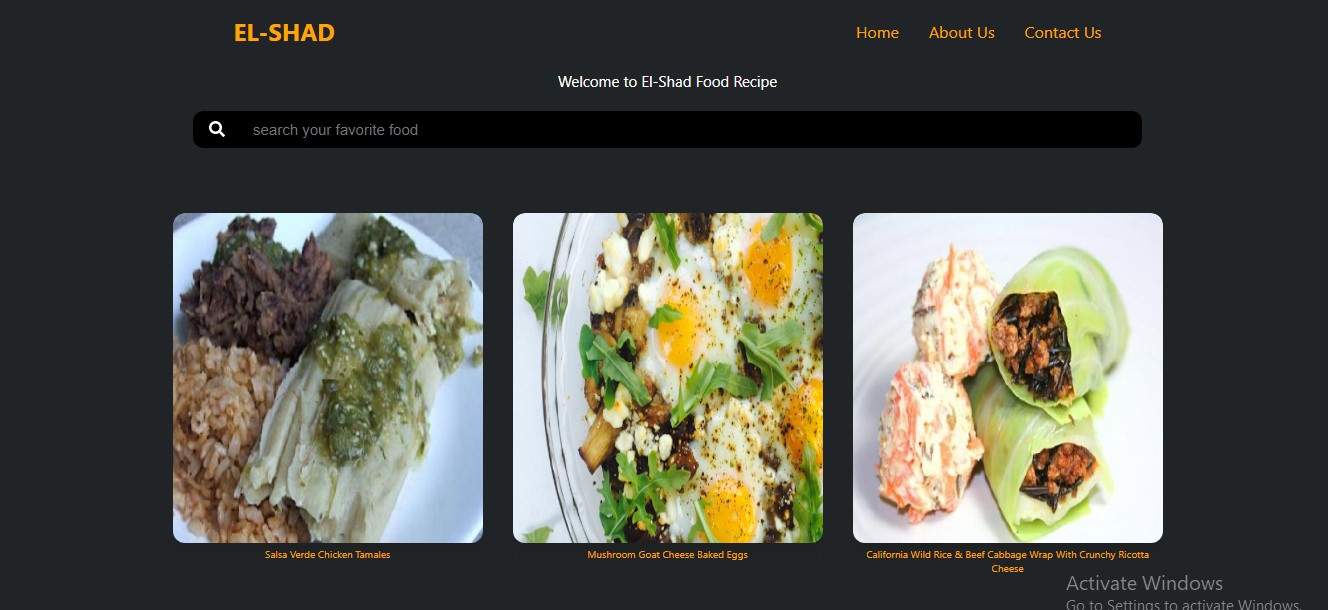 EL-SHAD
Home
About Us
Contact Us
Welcome to El-Shad Food Recipe
search your favorite food
Salsa Verde Chicken Tamales
Mushroom Goat Cheese Baked Eggs
California Wild Rice & Beef Cabbage Wrap With Crunchy Ricotta
Cheese
Activate Windows
Go to Settings to activate Windows.